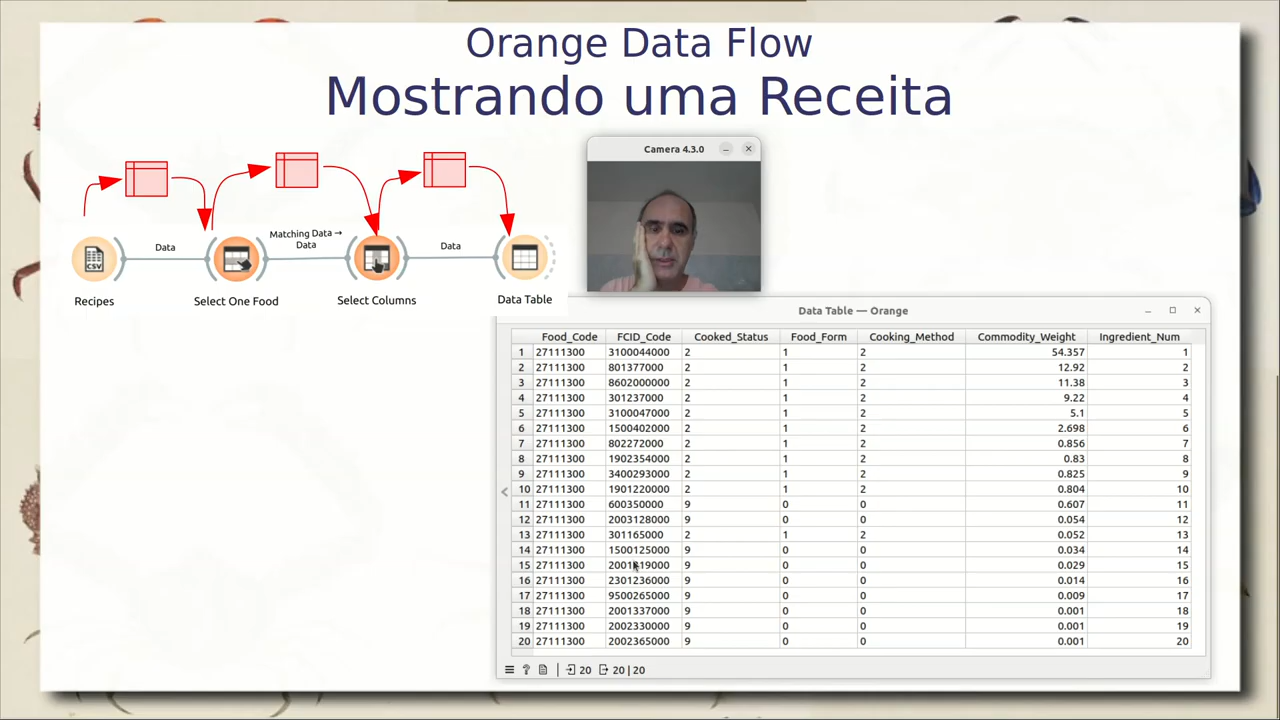 Orange Data Flow
Mostrando uma Receita
Camera 4.3.0
Data
Matching Data →
Data
Data
Recipes
Select One Food
Select Columns
Data Table
Data Table — Orange
Food_Code FCID_Code Cooked_Status Food_Form Cooking_Method Commodity_Weight Ingredient_Num
1 27111300 3100044000 2 1 2 54.357 1
2 27111300 801377000 2 1 2 12.92 2
3 27111300 8602000000 2 1 2 11.38 3
4 27111300 301237000 2 1 2 9.22 4
5 27111300 3100047000 2 1 2 5.1 5
6 27111300 1500402000 2 1 2 2.698 6
7 27111300 802272000 2 1 2 0.856 7
8 27111300 1902354000 2 1 2 0.83 8
9 27111300 3400293000 2 1 2 0.825 9
10 27111300 1901220000 2 1 2 0.804 10
11 27111300 600350000 9 0 0 0.607 11
12 27111300 2003128000 9 0 0 0.054 12
13 27111300 301165000 2 1 2 0.052 13
14 27111300 1500125000 9 0 0 0.034 14
15 27111300 9 0 0 0.029 15
16 27111300 2301236000 9 0 0 0.014 16
17 27111300 9500265000 9 0 0 0.009 17
18 27111300 2001337000 9 0 0 0.001 18
19 27111300 2002330000 9 0 0 0.001 19
20 27111300 2002365000 9 0 0 0.001 20
20 20 | 20